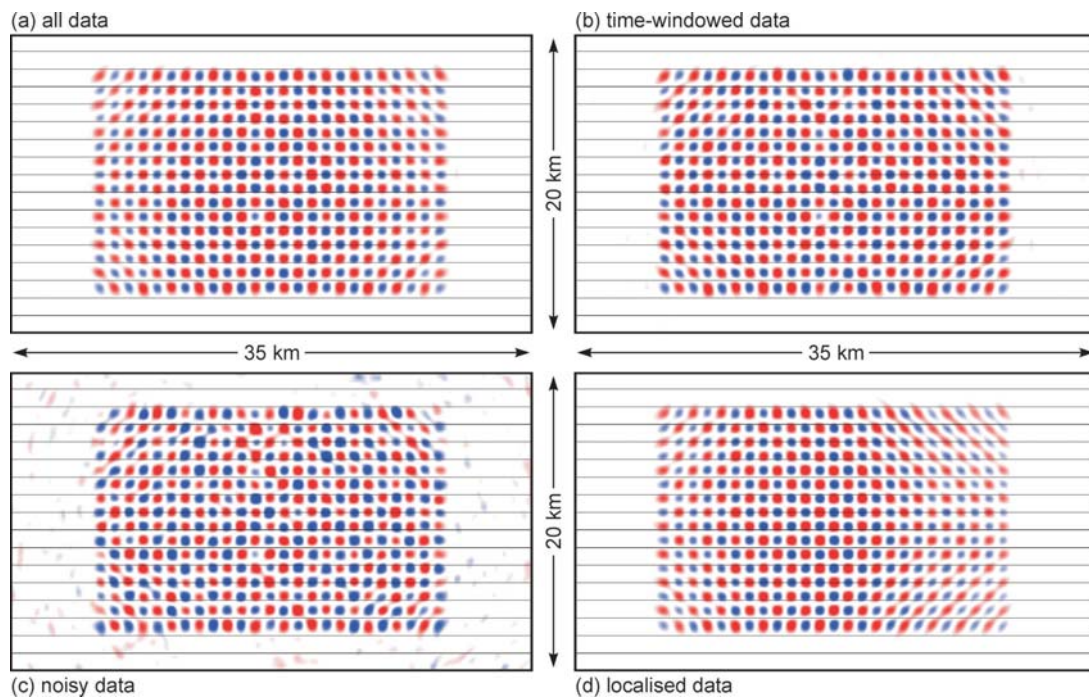 (a) all data
(b) time-windowed data
20 km
35 km
35 km
20 km
(c) noisy data
(d) localised data